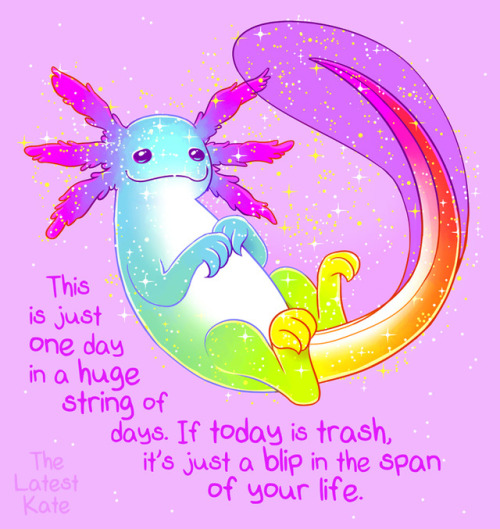 This
is just
one day
in a huge
string of
days. If today is trash,
it's just a blip in the span
of your life.
The
Latest
Kate